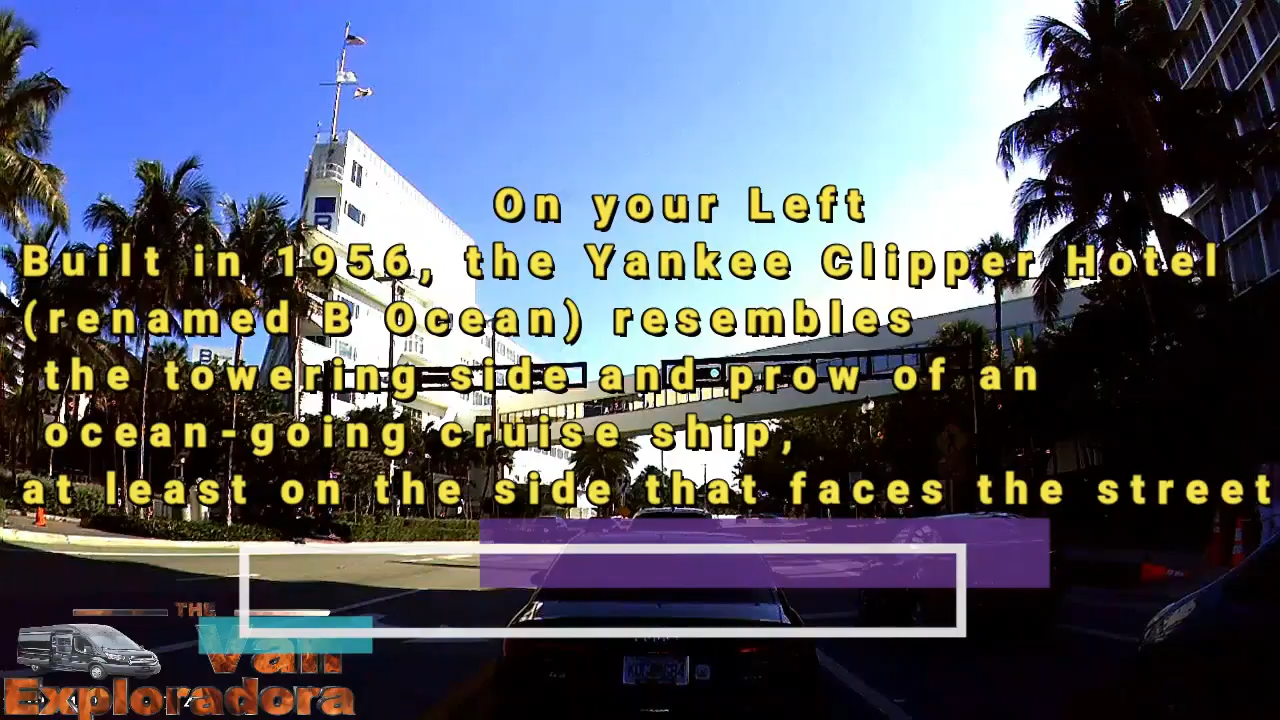 On your Left
Built in 1956, the Yankee Clipper Hotel
(renamed B Ocean) resembles
the towering side and prow of an
ocean-going cruise ship,
at least on the side that faces the street
B
B
THE
Van
Exploradora